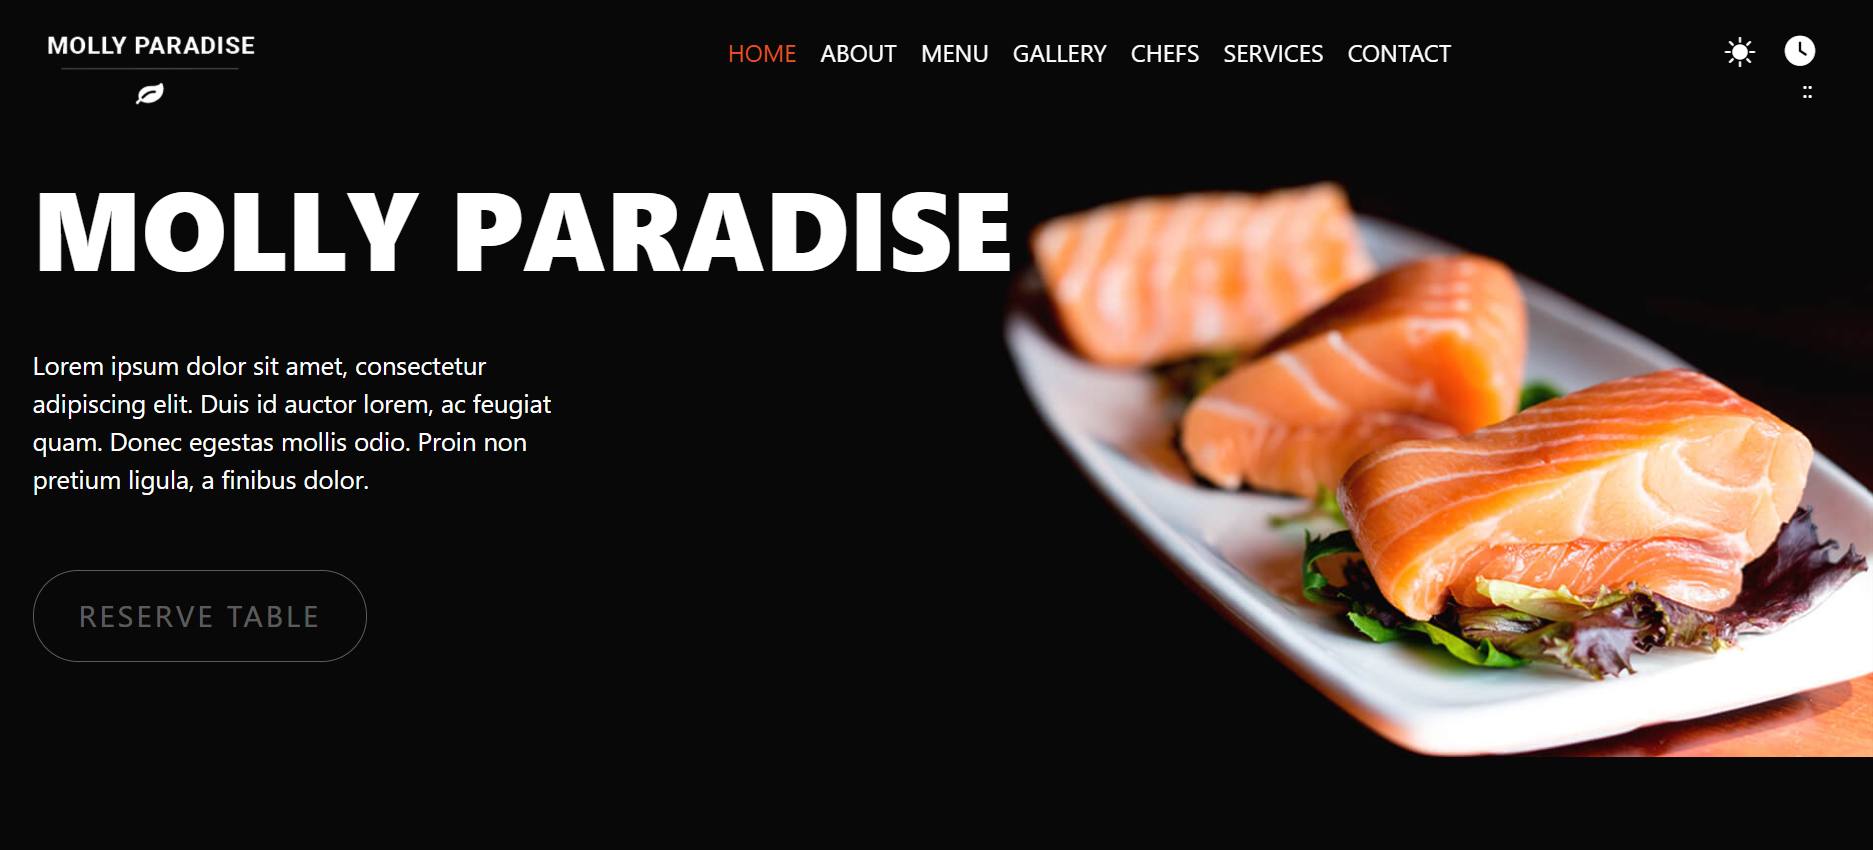 MOLLY PARADISE
HOME ABOUT MENU GALLERY CHEFS SERVICES CONTACT
::
MOLLY PARADISE
Lorem ipsum dolor sit amet, consectetur
adipiscing elit. Duis id auctor lorem, ac feugiat
quam. Donec egestas mollis odio. Proin non
pretium ligula, a finibus dolor.
RESERVE TABLE